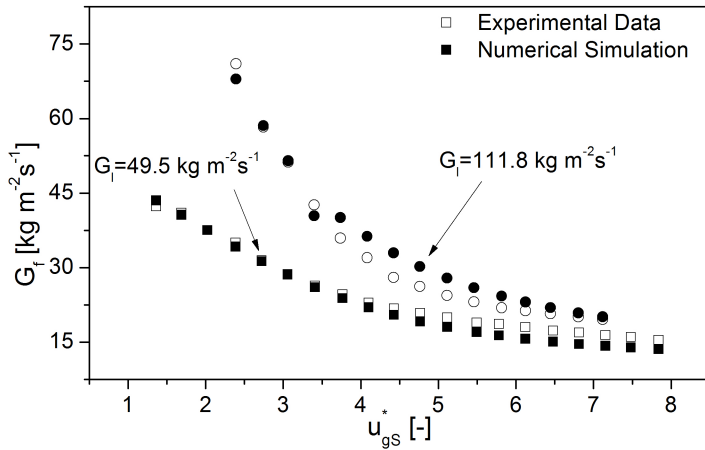 Experimental Data
Numerical Simulation
75
60
45
30
15
G_f [kg m^-2 s^-1]
G_l=49.5 kg m^-2 s^-1
G_l=111.8 kg m^-2 s^-1
1 2 3 4 5 6 7 8
u*_gS [-]